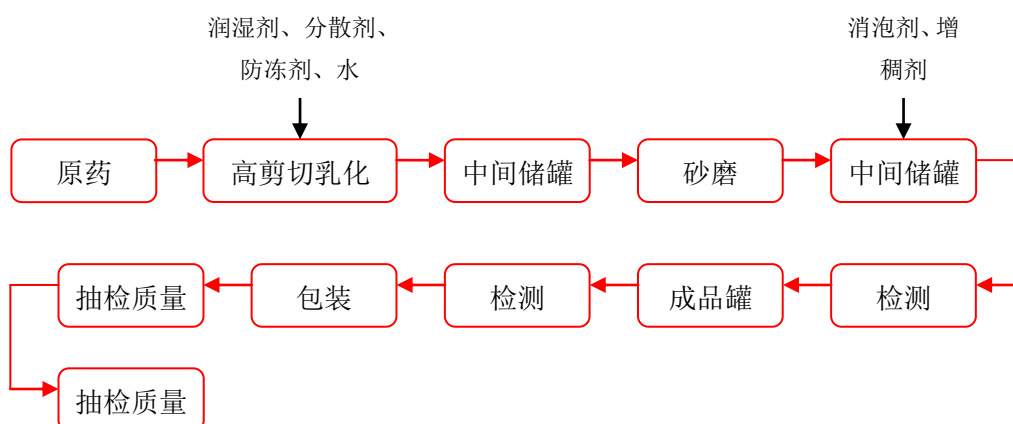 润湿剂、分散剂、
防冻剂、水
消泡剂、增
稠剂
原药
高剪切乳化
中间储罐
砂磨
中间储罐
抽检质量
包装
检测
成品罐
检测
抽检质量